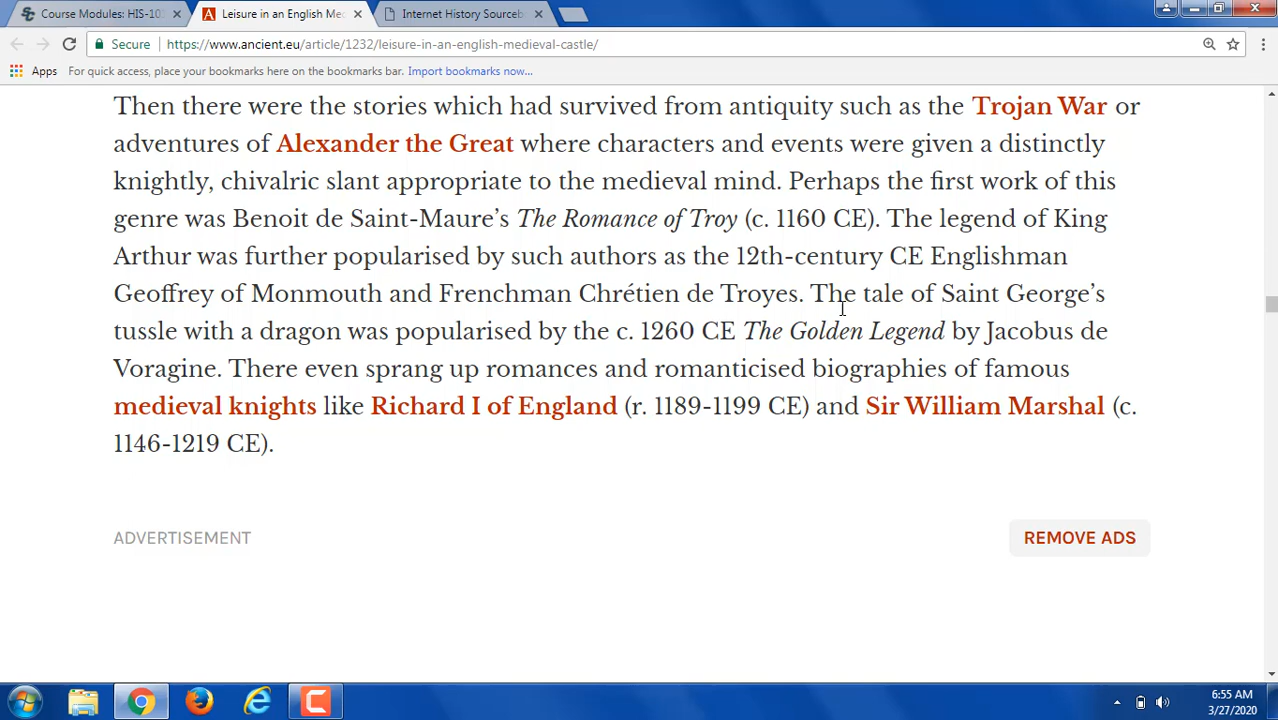 Course Modules: HIS-101
Leisure in an English Me
Internet History Sourceb
Secure
https://www.ancient.eu/article/1232/leisure-in-an-english-medieval-castle/
Apps
For quick access, place your bookmarks here on the bookmarks bar. Import bookmarks now...
Then there were the stories which had survived from antiquity such as the Trojan War or
adventures of Alexander the Great where characters and events were given a distinctly
knightly, chivalric slant appropriate to the medieval mind. Perhaps the first work of this
genre was Benoit de Saint-Maure’s The Romance of Troy (c. 1160 CE). The legend of King
Arthur was further popularised by such authors as the 12th-century CE Englishman
Geoffrey of Monmouth and Frenchman Chrétien de Troyes. The tale of Saint George’s
tussle with a dragon was popularised by the c. 1260 CE The Golden Legend by Jacobus de
Voragine. There even sprang up romances and romanticised biographies of famous
medieval knights like Richard I of England (r. 1189-1199 CE) and Sir William Marshal (c.
1146-1219 CE).
ADVERTISEMENT
REMOVE ADS
6:55 AM
3/27/2020